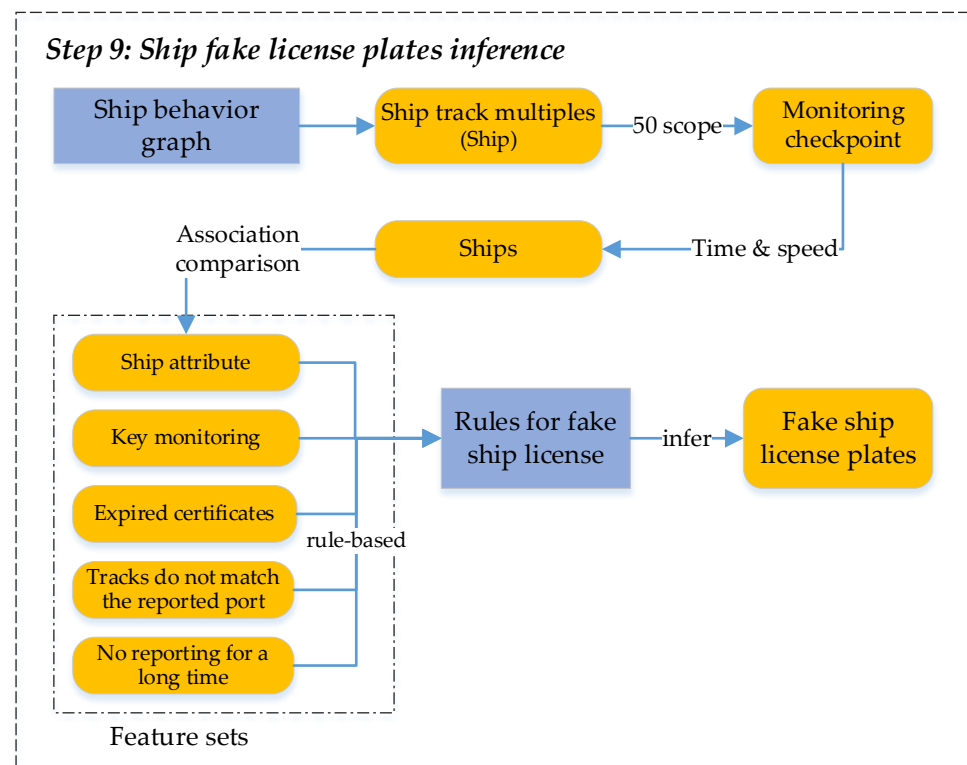 Step 9: Ship fake license plates inference
Ship behavior
graph
Ship track multiples
(Ship)
50 scope
Monitoring
checkpoint
Association
comparison
Ships
Time & speed
Ship attribute
Key monitoring
Expired certificates
Tracks do not match
the reported port
No reporting for a
long time
rule-based
Rules for fake
ship license
infer
Fake ship
license plates
Feature sets